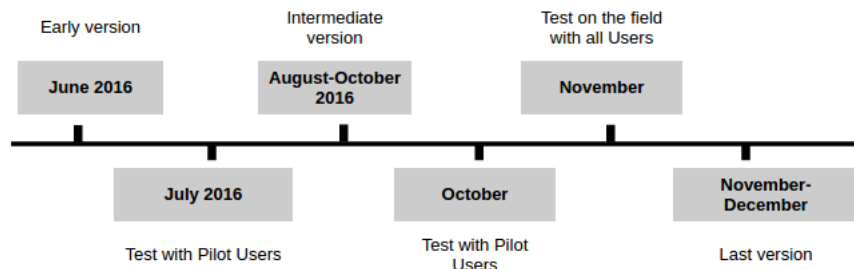 Early version
June 2016
July 2016
Test with Pilot Users
Intermediate
version
August-October
2016
October
Test with Pilot
Users
Test on the field
with all Users
November
November-
December
Last version